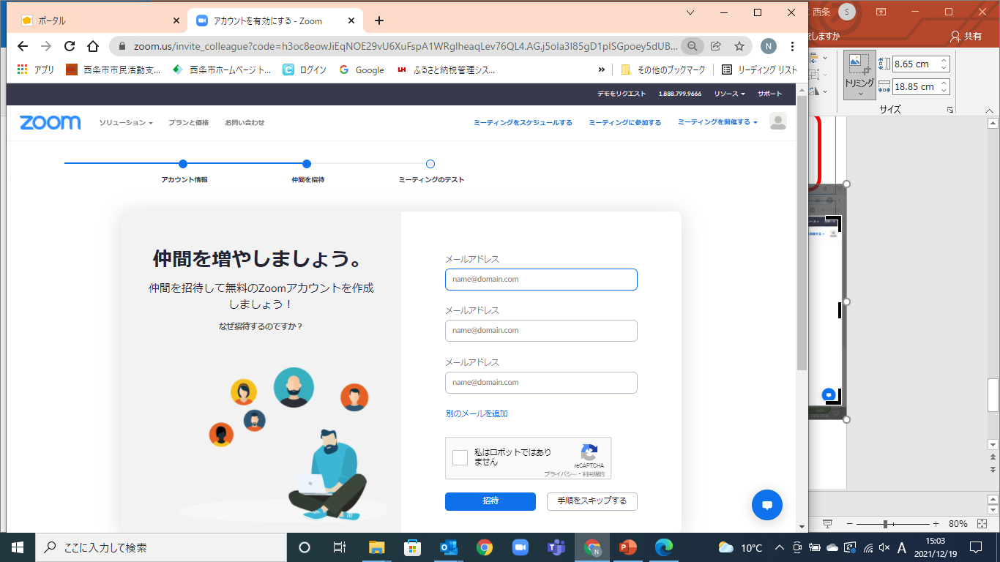 ポータル
アカウントを有効にする - Zoom
西条
S
zoom.us/invite_colleague?code=h3oc8eowJiEqNOE29vU6XuFspA1WRglheaqLev76QL4.AG.j5ola3I85gD1plSGpoey5dUB...
N
しますか
共有
アプリ
西条市市民活動支...
西条市ホームページ ト...
ログイン
Google
ふるさと納税管理シス...
»
その他のブックマーク
リーディング リスト
トリミング
8.65 cm
18.85 cm
サイズ
デモをリクエスト
1.888.799.9666
リソース
サポート
zoom
ソリューション
プランと価格
お問い合わせ
ミーティングをスケジュールする
ミーティングに参加する
ミーティングを開催する
アカウント情報
仲間を招待
ミーティングのテスト
仲間を増やしましょう。
仲間を招待して無料のZoomアカウントを作成
しましょう！
なぜ招待するのですか？
メールアドレス
name@domain.com
メールアドレス
name@domain.com
メールアドレス
name@domain.com
別のメールを追加
私はロボットではあり
ません
reCAPTCHA
プライバシー - 利用規約
招待
手順をスキップする
80%
ここに入力して検索
10°C
A
15:03
2021/12/19